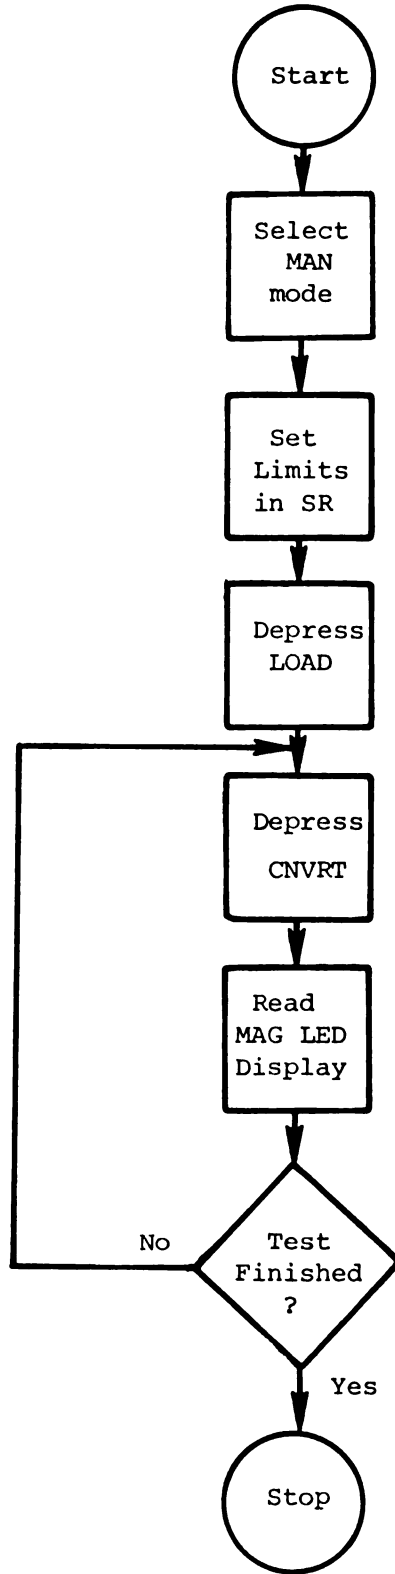 Start
Select
MAN
mode
Set
Limits
in SR
Depress
LOAD
Depress
CNVRT
Read
MAG LED
Display
No
Test
Finished
?
Yes
Stop